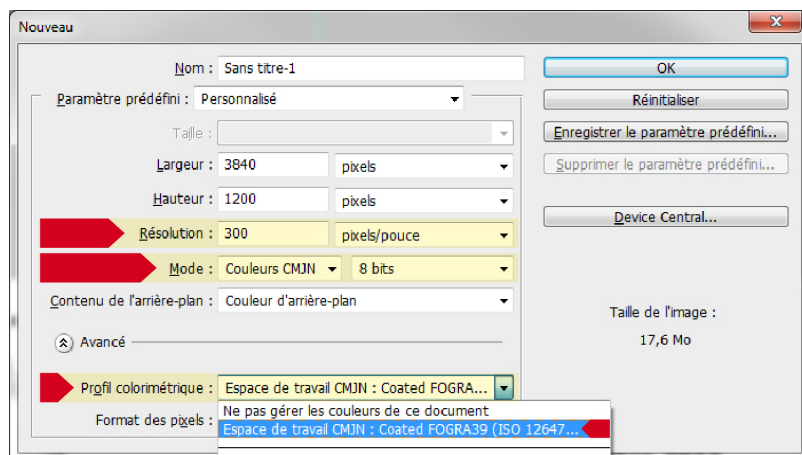 Nouveau
Nom : Sans titre-1
OK
Paramètre prédéfini : Personnalisé
Réinitialiser
Taille :
Enregistrer le paramètre prédéfini...
Largeur : 3840 pixels
Supprimer le paramètre prédéfini...
Hauteur : 1200 pixels
Device Central...
Résolution : 300 pixels/pouce
Mode : Couleurs CMJN 8 bits
Contenu de l'arrière-plan : Couleur d'arrière-plan
Taille de l'image :
17,6 Mo
Avancé
Profil colorimétrique : Espace de travail CMJN : Coated FOGRA...
Format des pixels :
Ne pas gérer les couleurs de ce document
Espace de travail CMJN : Coated FOGRA39 (ISO 12647...